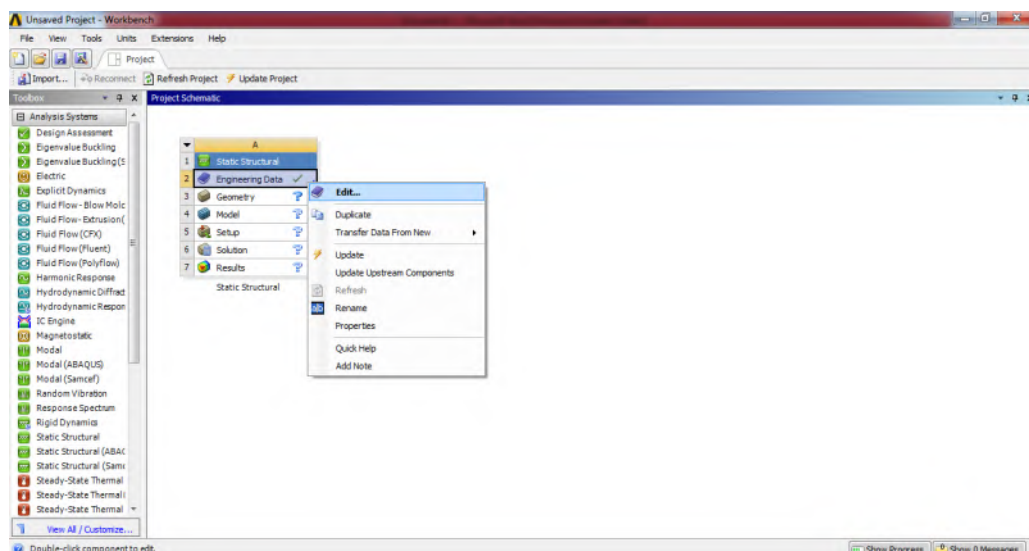 Unsaved Project - Workbench
File View Tools Units Extensions Help
Project
Import... Reconnect Refresh Project Update Project
Toolbox
Project Schematic
Analysis Systems
Design Assessment
Eigenvalue Buckling
Eigenvalue Buckling (S
Electric
Explicit Dynamics
Fluid Flow - Blow Molc
Fluid Flow - Extrusion (
Fluid Flow (CFX)
Fluid Flow (Fluent)
Fluid Flow (Polyflow)
Harmonic Response
Hydrodynamic Diffract
Hydrodynamic Respon
IC Engine
Magnetostatic
Modal
Modal (ABAQUS)
Modal (Samcef)
Random Vibration
Response Spectrum
Rigid Dynamics
Static Structural
Static Structural (ABAC
Static Structural (Samc
Steady-State Thermal
Steady-State Thermal (
Steady-State Thermal
View All / Customize...
A
1 Static Structural
2 Engineering Data
3 Geometry
4 Model
5 Setup
6 Solution
7 Results
Static Structural
Edit...
Duplicate
Transfer Data From New
Update
Update Upstream Components
Refresh
Rename
Properties
Quick Help
Add Note
Double-click component to edit.
Show Progress Show 0 Messages